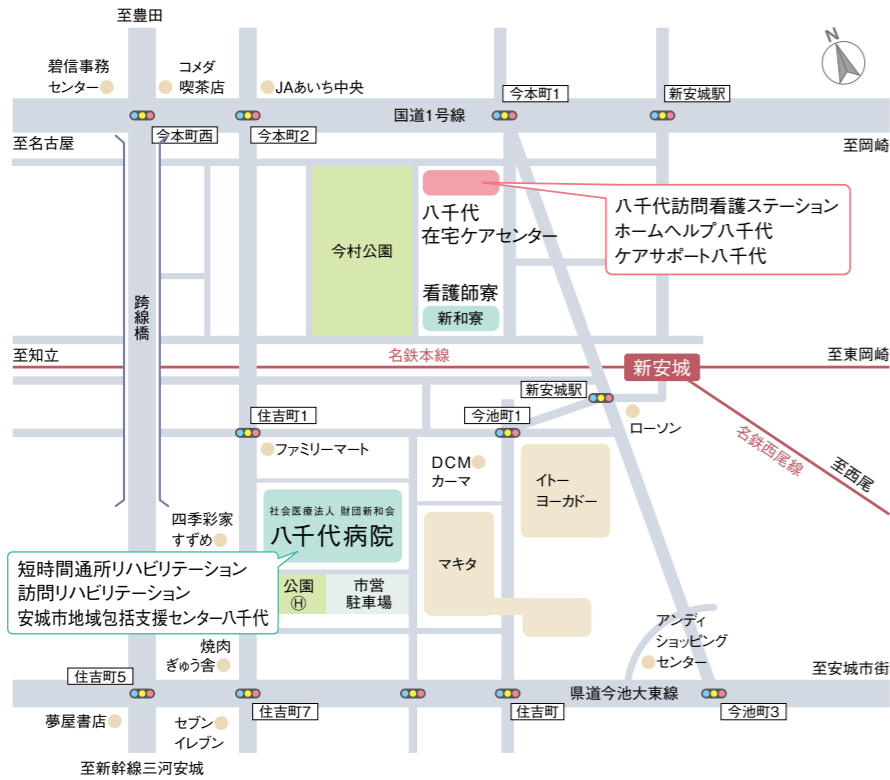 至豊田
碧信事務
センター
コメダ
喫茶店
JAあいち中央
今本町1
新安城駅
N
国道1号線
今本町西
今本町2
至名古屋
至岡崎
八千代
在宅ケアセンター
八千代訪問看護ステーション
ホームヘルプ八千代
ケアサポート八千代
今村公園
看護師寮
新和寮
跨線橋
至知立
名鉄本線
新安城
至東岡崎
新安城駅
住吉町1
今池町1
ローソン
名鉄西尾線
至西尾
ファミリーマート
DCM
カーマ
イトー
ヨーカドー
四季彩家
すずめ
社会医療法人 財団新和会
八千代病院
マキタ
短時間通所リハビリテーション
訪問リハビリテーション
安城市地域包括支援センター八千代
公園
H
市営
駐車場
焼肉
ぎゅう舎
アンディ
ショッピング
センター
至安城市街
住吉町5
県道今池大東線
夢屋書店
セブン
イレブン
住吉町7
住吉町
今池町3
至新幹線三河安城